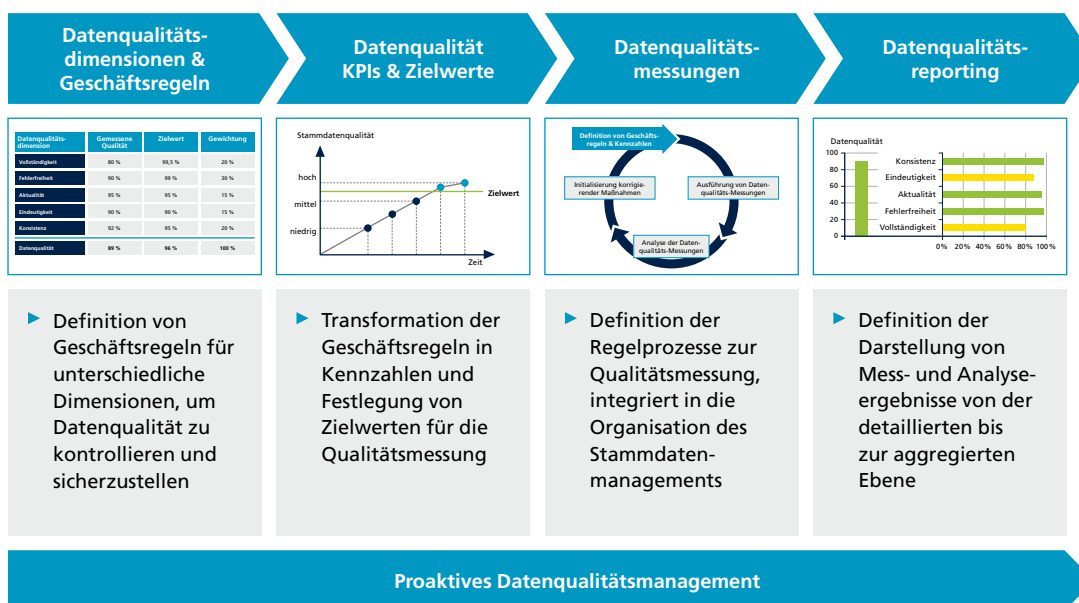 Datenqualitäts-
dimensionen &
Geschäftsregeln
Datenqualität
KPIs & Zielwerte
Datenqualitäts-
messungen
Datenqualitäts-
reporting
Datenqualitäts-
dimension
Gemessene
Qualität
Zielwert
Gewichtung
Vollständigkeit 80 % 99,5 % 20 %
Fehlerfreiheit 90 % 99 % 30 %
Aktualität 95 % 95 % 15 %
Eindeutigkeit 90 % 90 % 15 %
Konsistenz 92 % 95 % 20 %
Datenqualität 89 % 96 % 100 %
Stammdatenqualität
hoch
Zielwert
mittel
niedrig
Zeit
Definition von Geschäfts-
regeln & Kennzahlen
Initialisierung korrigie-
render Maßnahmen
Ausführung von Daten-
qualitäts-Messungen
Analyse der Daten-
qualitäts-Messungen
Datenqualität
100
80
60
40
20
0
Konsistenz
Eindeutigkeit
Aktualität
Fehlerfreiheit
Vollständigkeit
0 % 20 % 40 % 60 % 80 % 100 %
Definition von
Geschäftsregeln für
unterschiedliche
Dimensionen, um
Datenqualität zu
kontrollieren und
sicherzustellen
Transformation der
Geschäftsregeln in
Kennzahlen und
Festlegung von
Zielwerten für die
Qualitätsmessung
Definition der
Regelprozesse zur
Qualitätsmessung,
integriert in die
Organisation des
Stammdaten-
managements
Definition der
Darstellung von
Mess- und Analyse-
ergebnisse von der
detaillierten bis
zur aggregierten
Ebene
Proaktives Datenqualitätsmanagement